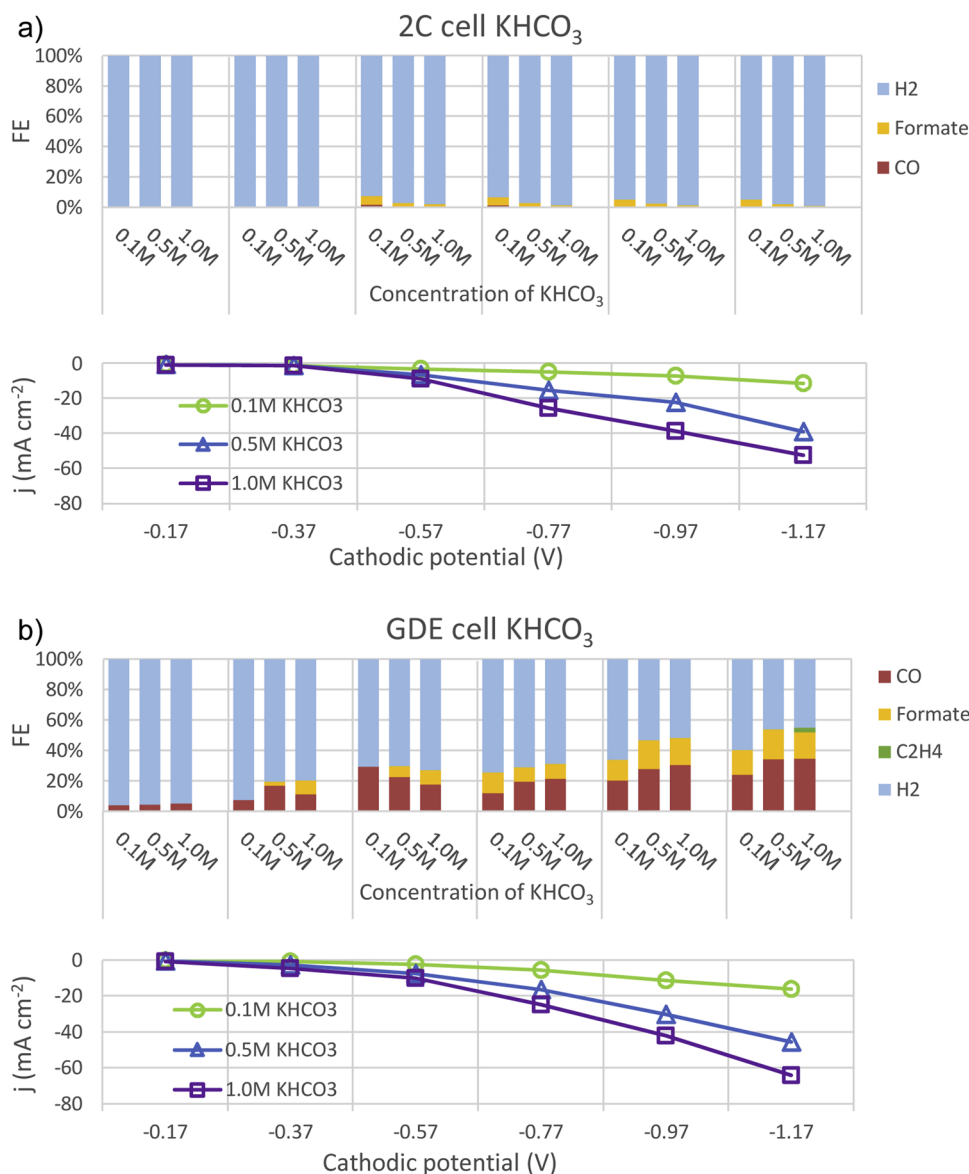 a)
2C cell KHCO₃
100%
80%
60%
40%
20%
0%
FE
H2
Formate
CO
0.1M 0.5M 1.0M 0.1M 0.5M 1.0M 0.1M 0.5M 1.0M 0.1M 0.5M 1.0M 0.1M 0.5M 1.0M 0.1M 0.5M 1.0M
Concentration of KHCO₃
0
-20
-40
-60
-80
j (mA cm⁻²)
0.1M KHCO3
0.5M KHCO3
1.0M KHCO3
-0.17 -0.37 -0.57 -0.77 -0.97 -1.17
Cathodic potential (V)
b)
GDE cell KHCO₃
100%
80%
60%
40%
20%
0%
FE
CO
Formate
C2H4
H2
0.1M 0.5M 1.0M 0.1M 0.5M 1.0M 0.1M 0.5M 1.0M 0.1M 0.5M 1.0M 0.1M 0.5M 1.0M 0.1M 0.5M 1.0M
Concentration of KHCO₃
0
-20
-40
-60
-80
j (mA cm⁻²)
0.1M KHCO3
0.5M KHCO3
1.0M KHCO3
-0.17 -0.37 -0.57 -0.77 -0.97 -1.17
Cathodic potential (V)